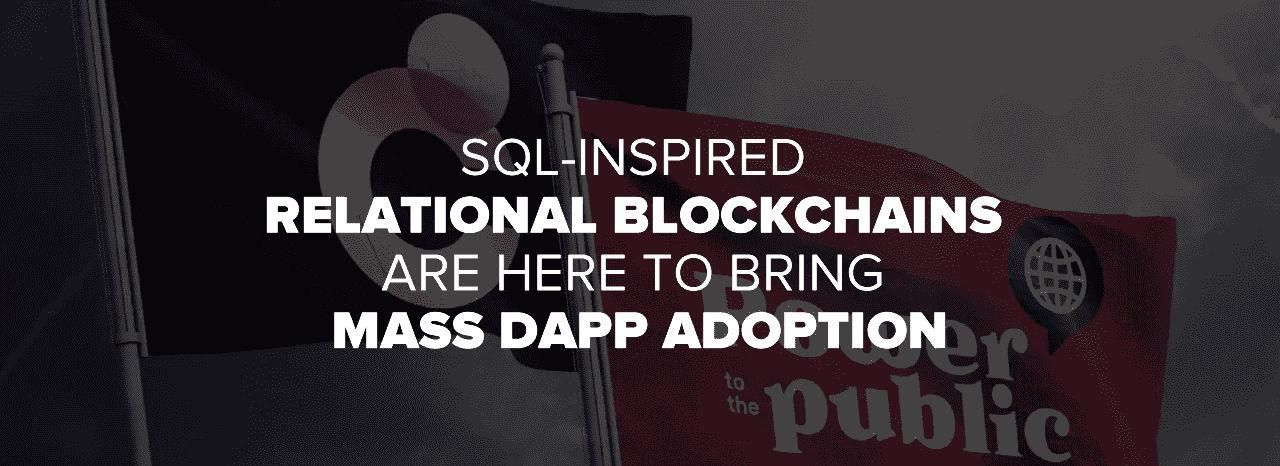 SQL-INSPIRED
RELATIONAL BLOCKCHAINS
ARE HERE TO BRING
MASS DAPP ADOPTION
Power
to
the
public